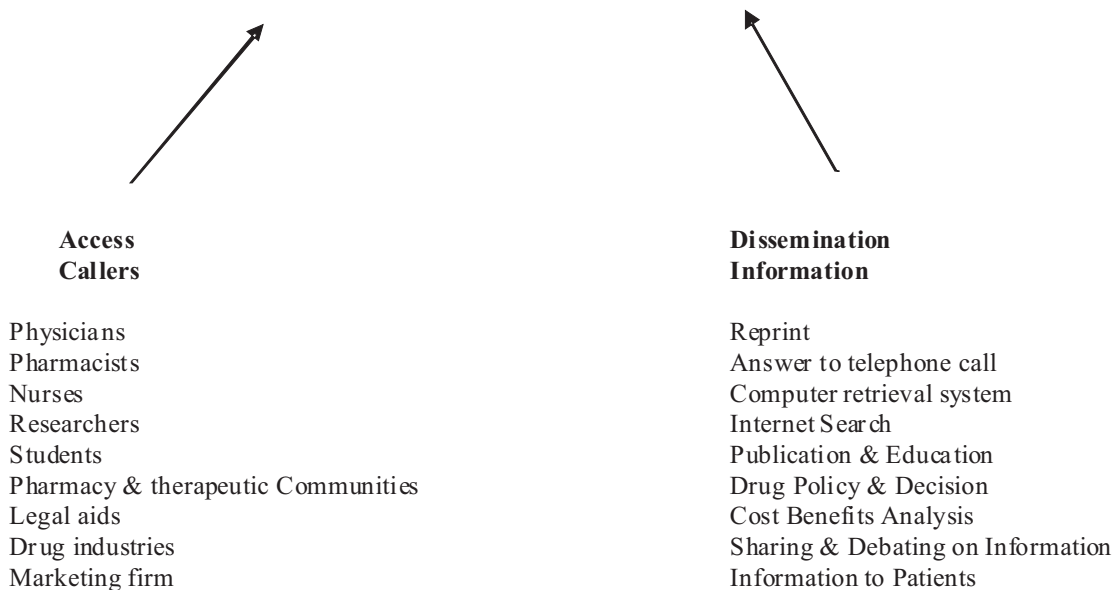 Access
Callers
Physicians
Pharmacists
Nurses
Researchers
Students
Pharmacy & therapeutic Communities
Legal aids
Drug industries
Marketing firm
Dissemination
Information
Reprint
Answer to telephone call
Computer retrieval system
Internet Search
Publication & Education
Drug Policy & Decision
Cost Benefits Analysis
Sharing & Debating on Information
Information to Patients